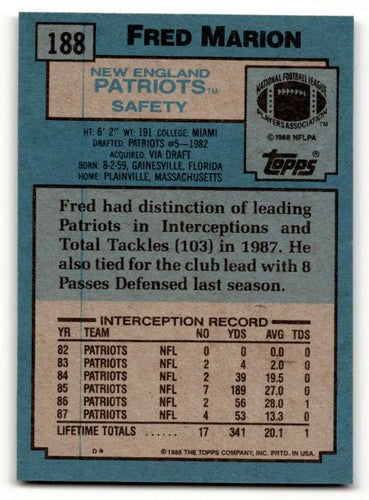 188
FRED MARION
NEW ENGLAND
PATRIOTS™
SAFETY
NATIONAL FOOTBALL LEAGUE
PLAYERS ASSOCIATION
©1988 NFLPA
TOPPS®
HT: 6' 2" WT: 191 COLLEGE: MIAMI
DRAFTED: PATRIOTS #5—1982
ACQUIRED: VIA DRAFT
BORN: 8-2-59, GAINESVILLE, FLORIDA
HOME: PLAINVILLE, MASSACHUSETTS
Fred had distinction of leading
Patriots in Interceptions and
Total Tackles (103) in 1987. He
also tied for the club lead with 8
Passes Defensed last season.
INTERCEPTION RECORD
YR TEAM NO YDS AVG TDS
82 PATRIOTS NFL 0 0 0.0 0
83 PATRIOTS NFL 2 4 2.0 0
84 PATRIOTS NFL 2 39 19.5 0
85 PATRIOTS NFL 7 189 27.0 0
86 PATRIOTS NFL 2 56 28.0 1
87 PATRIOTS NFL 4 53 13.3 0
LIFETIME TOTALS ...... 17 341 20.1 1
D* ©1988 THE TOPPS COMPANY, INC. PRTD. IN U.S.A.